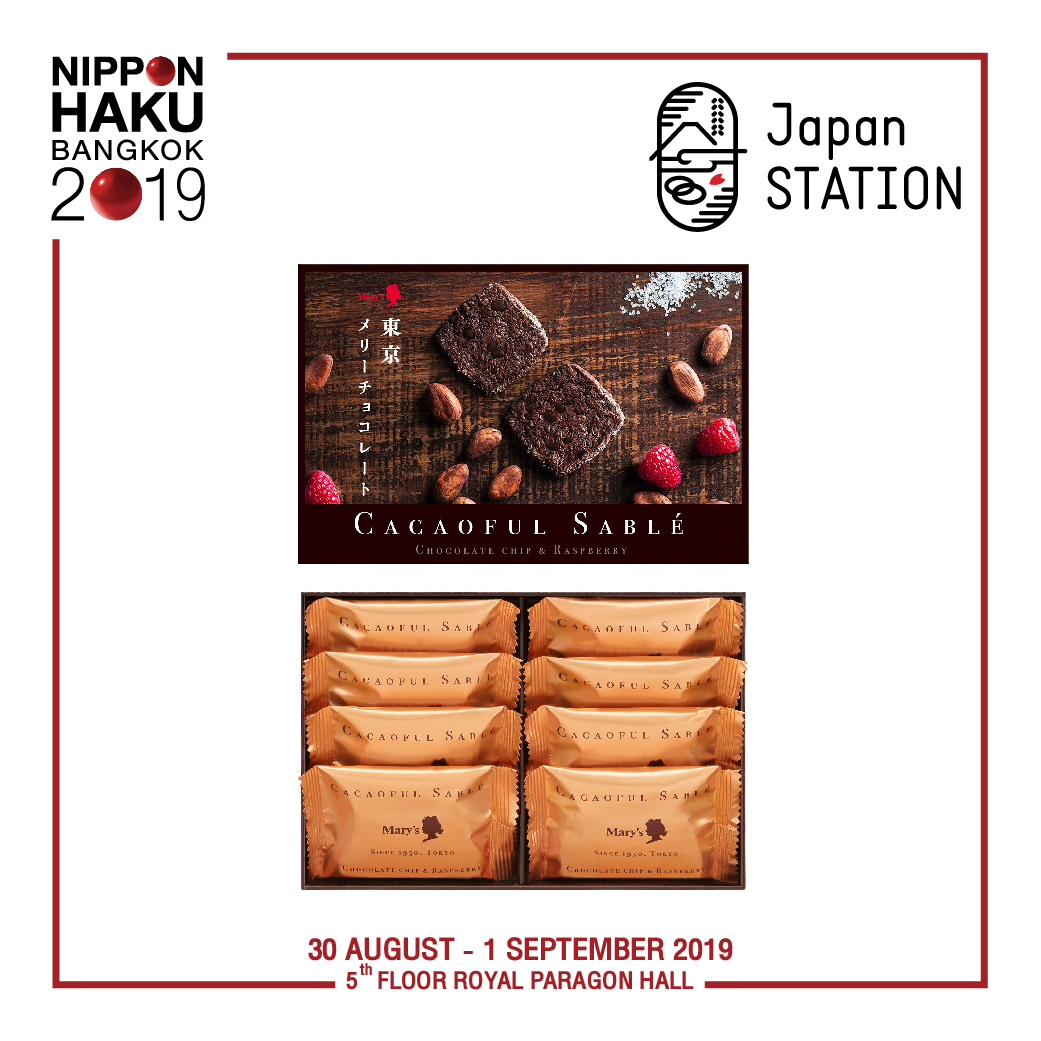 NIPPON
HAKU
BANGKOK
2019
Japan
STATION
Mary's
東京
メリーチョコレート
CACAOFUL SABLÉ
CHOCOLATE CHIP & RASPBERRY
CACAOFUL SABLÉ
CACAOFUL SABLÉ
CACAOFUL SABLÉ
CACAOFUL SABLÉ
CACAOFUL SABLÉ
CACAOFUL SABLÉ
CACAOFUL SABLÉ
Mary's
SINCE 1950, TOKYO
CHOCOLATE CHIP & RASPBERRY
CACAOFUL SABLÉ
Mary's
SINCE 1950, TOKYO
CHOCOLATE CHIP & RASPBERRY
30 AUGUST - 1 SEPTEMBER 2019
5th FLOOR ROYAL PARAGON HALL